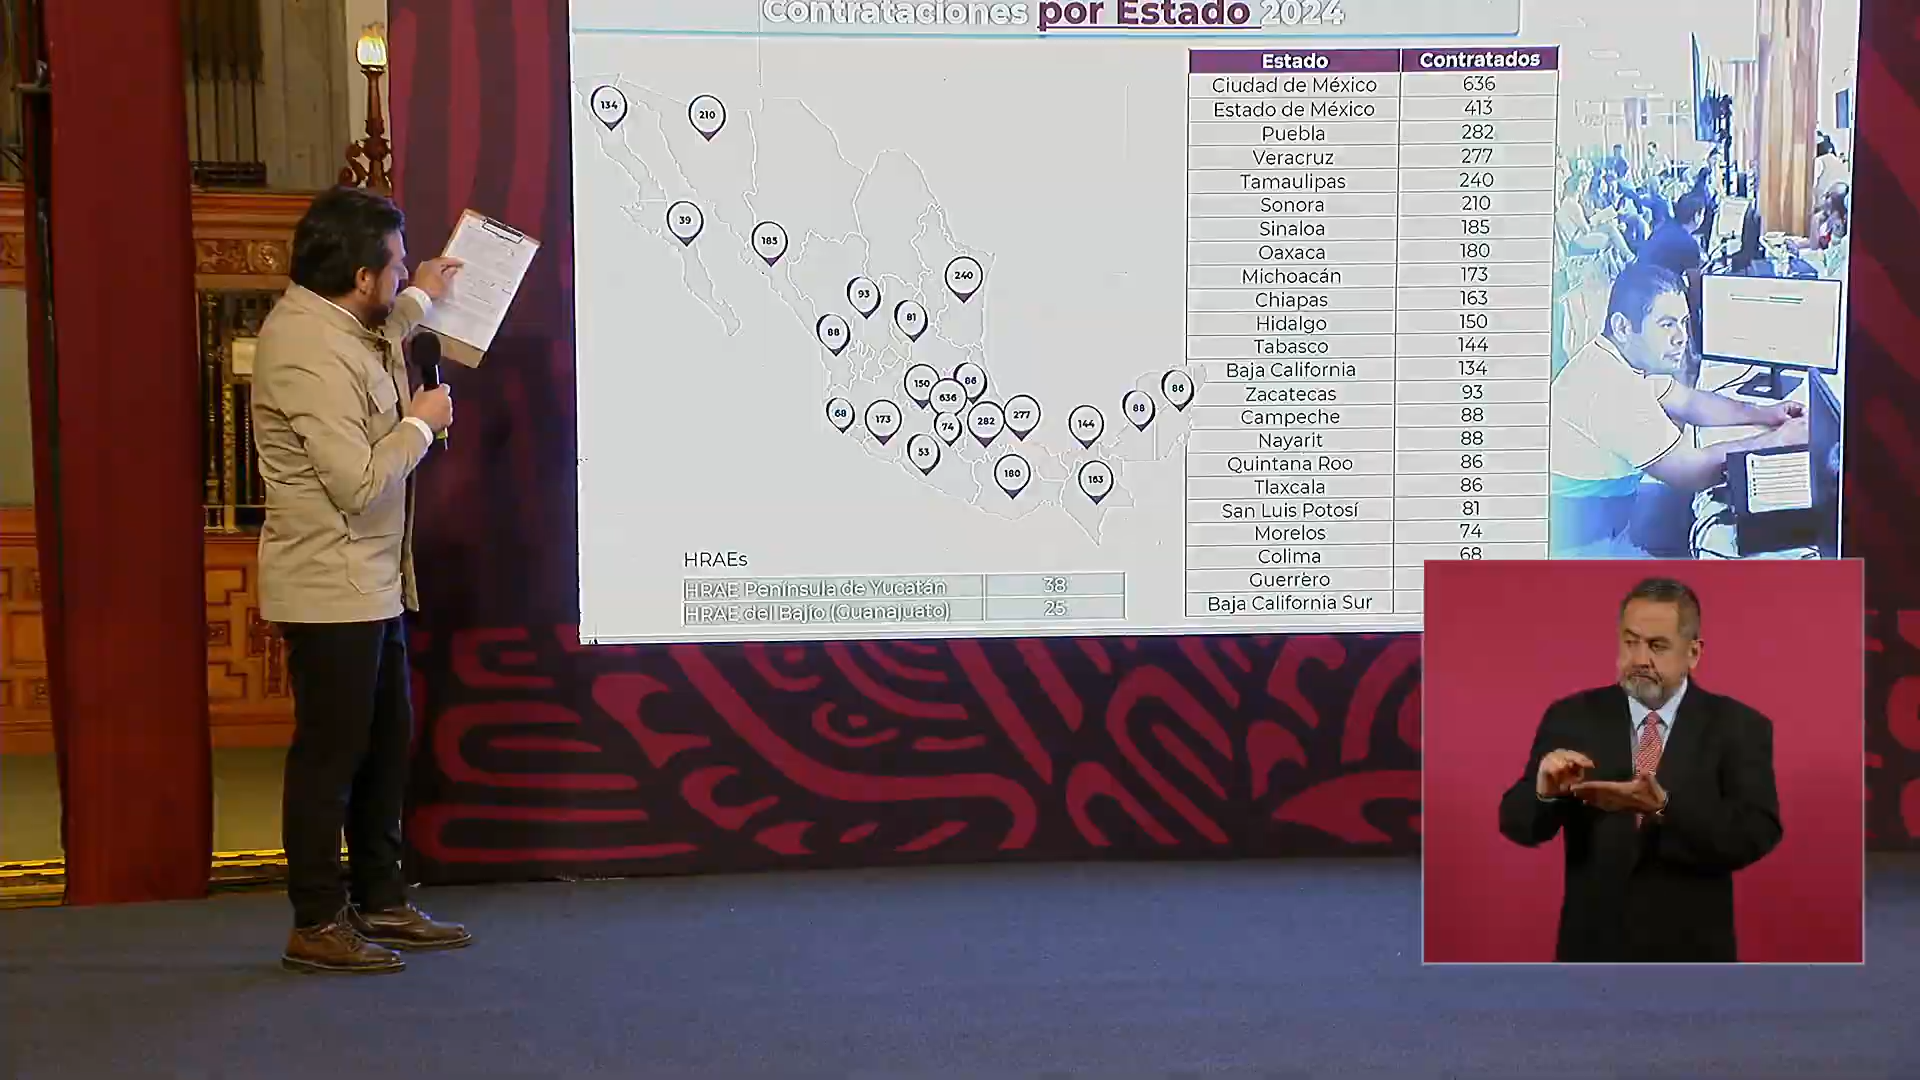 Contrataciones por Estado 2024
Estado Contratados
Ciudad de México 636
Estado de México 413
Puebla 282
Veracruz 277
Tamaulipas 240
Sonora 210
Sinaloa 185
Oaxaca 180
Michoacán 173
Chiapas 163
Hidalgo 150
Tabasco 144
Baja California 134
Zacatecas 93
Campeche 88
Nayarit 88
Quintana Roo 86
Tlaxcala 86
San Luis Potosí 81
Morelos 74
Colima 68
Guerrero
Baja California Sur
134
210
39
185
240
93
81
88
150
86
636
68
173
74
282
277
144
88
86
53
180
163
HRAEs
HRAE Península de Yucatán 38
HRAE del Bajío (Guanajuato) 25